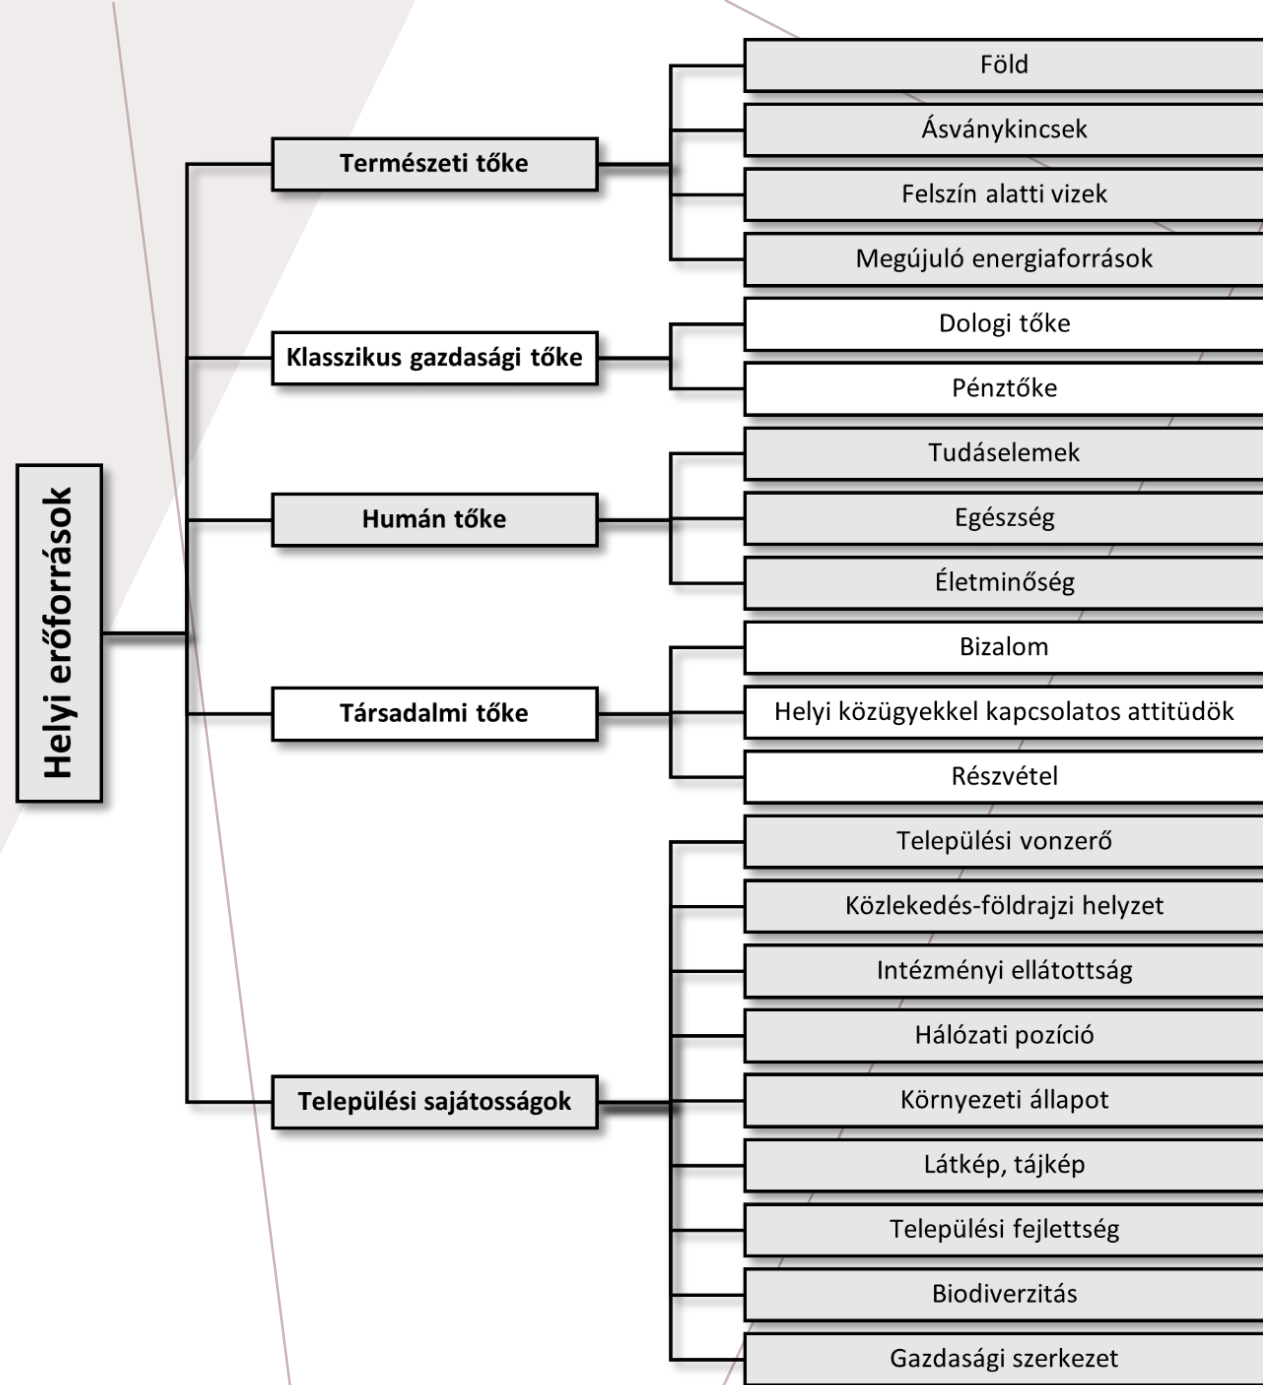 Helyi erőforrások
Természeti tőke
Föld
Ásványkincsek
Felszín alatti vizek
Megújuló energiaforrások
Klasszikus gazdasági tőke
Dologi tőke
Pénztőke
Humán tőke
Tudáselemek
Egészség
Életminőség
Társadalmi tőke
Bizalom
Helyi közügyekkel kapcsolatos attitüdök
Részvétel
Települési sajátosságok
Települési vonzerő
Közlekedés-földrajzi helyzet
Intézményi ellátottság
Hálózati pozíció
Környezeti állapot
Látkép, tájkép
Települési fejlettség
Biodiverzitás
Gazdasági szerkezet